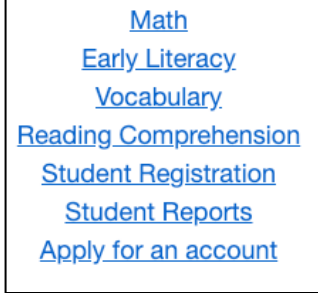 Math
Early Literacy
Vocabulary
Reading Comprehension
Student Registration
Student Reports
Apply for an account